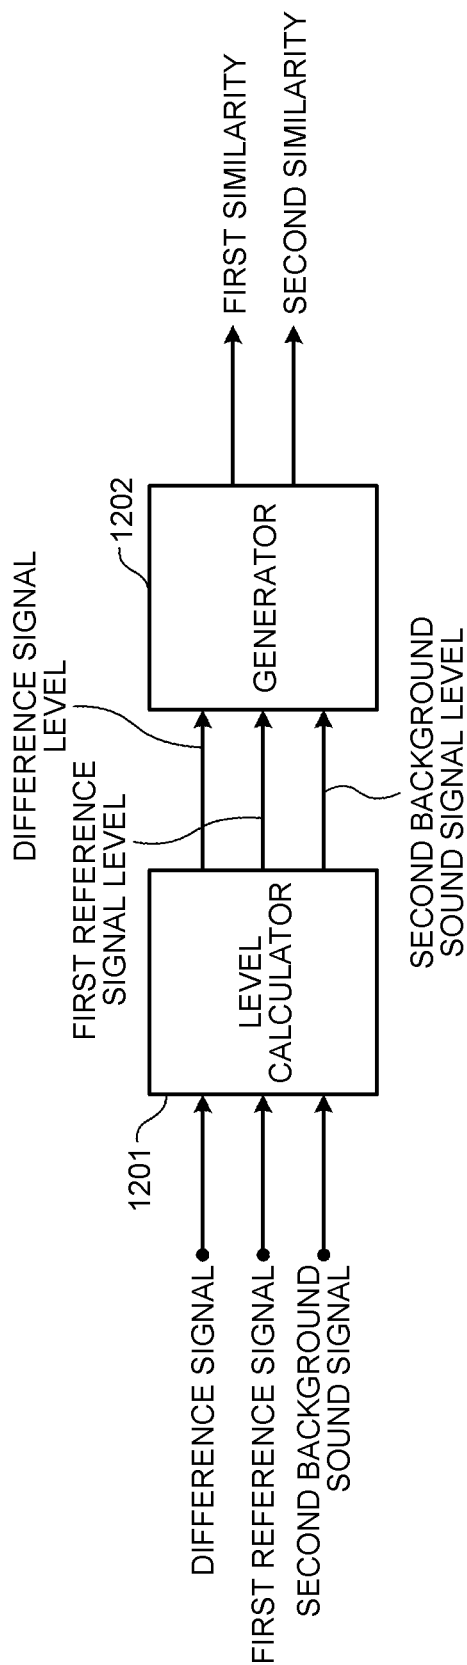 DIFFERENCE SIGNAL
FIRST REFERENCE SIGNAL
SECOND BACKGROUND
SOUND SIGNAL
1201
LEVEL
CALCULATOR
DIFFERENCE SIGNAL
LEVEL
FIRST REFERENCE
SIGNAL LEVEL
SECOND BACKGROUND
SOUND SIGNAL LEVEL
1202
GENERATOR
FIRST SIMILARITY
SECOND SIMILARITY